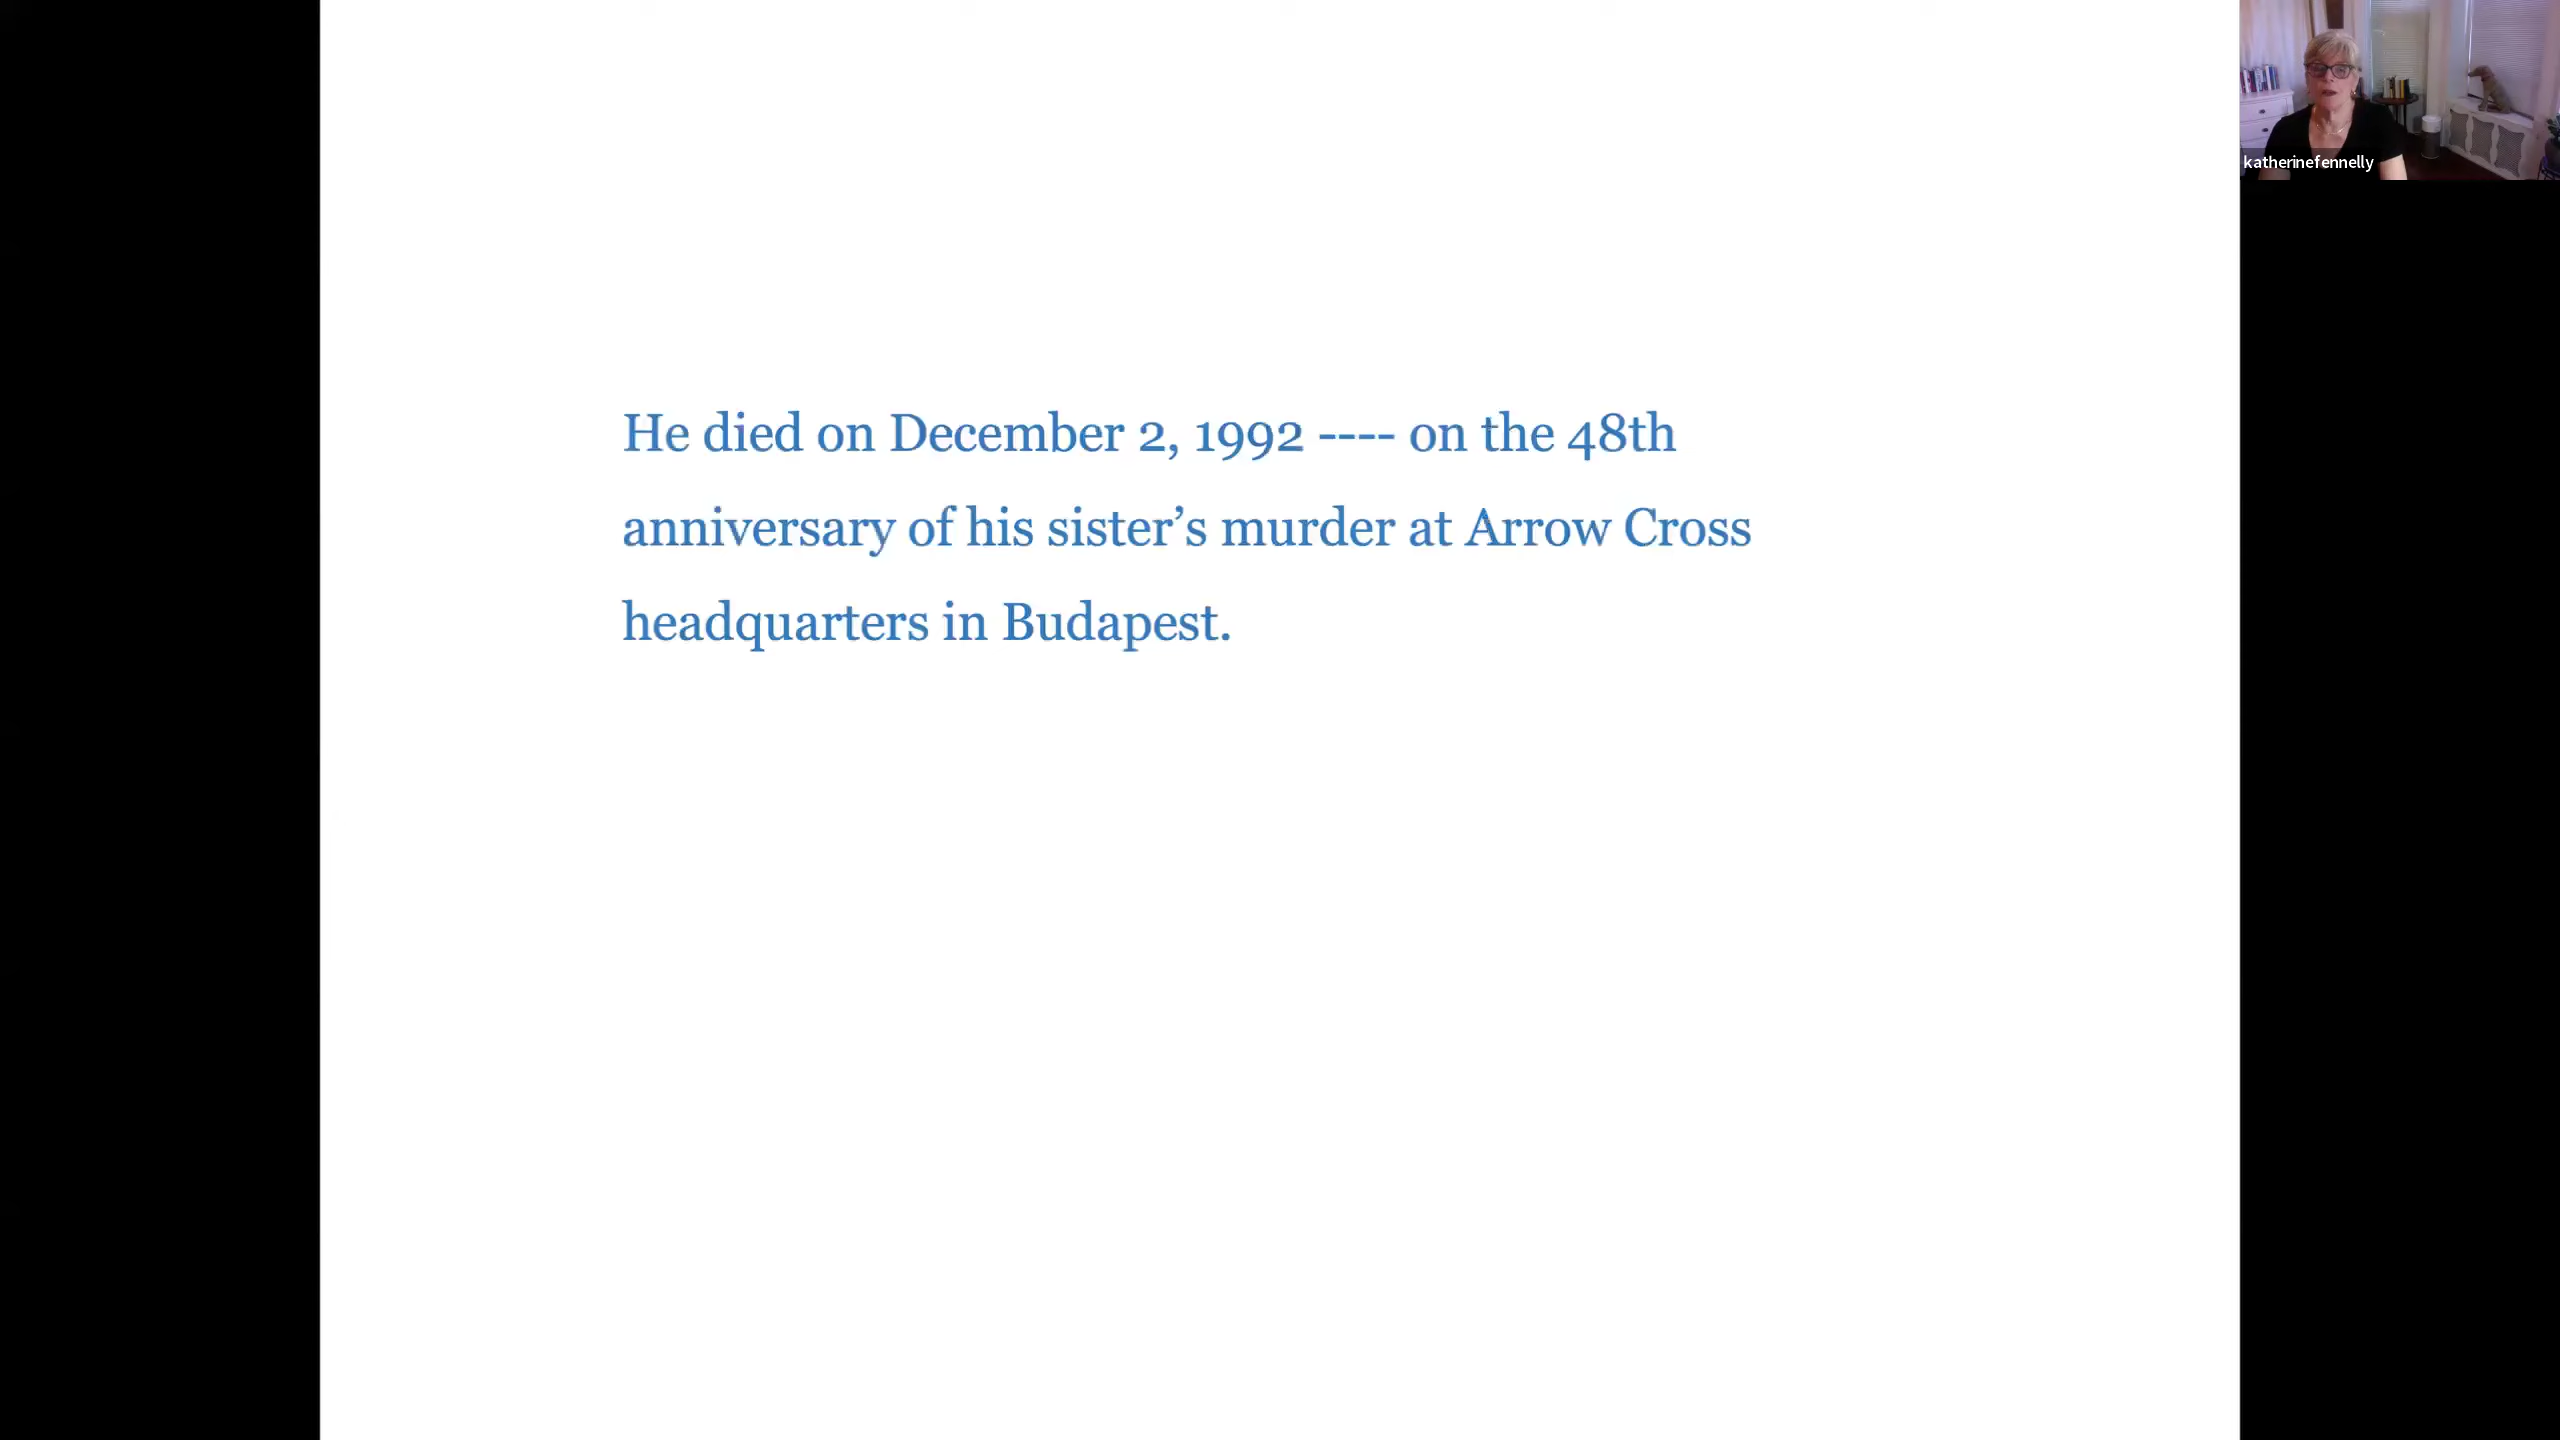 katherinefennelly
He died on December 2, 1992 ---- on the 48th
anniversary of his sister’s murder at Arrow Cross
headquarters in Budapest.